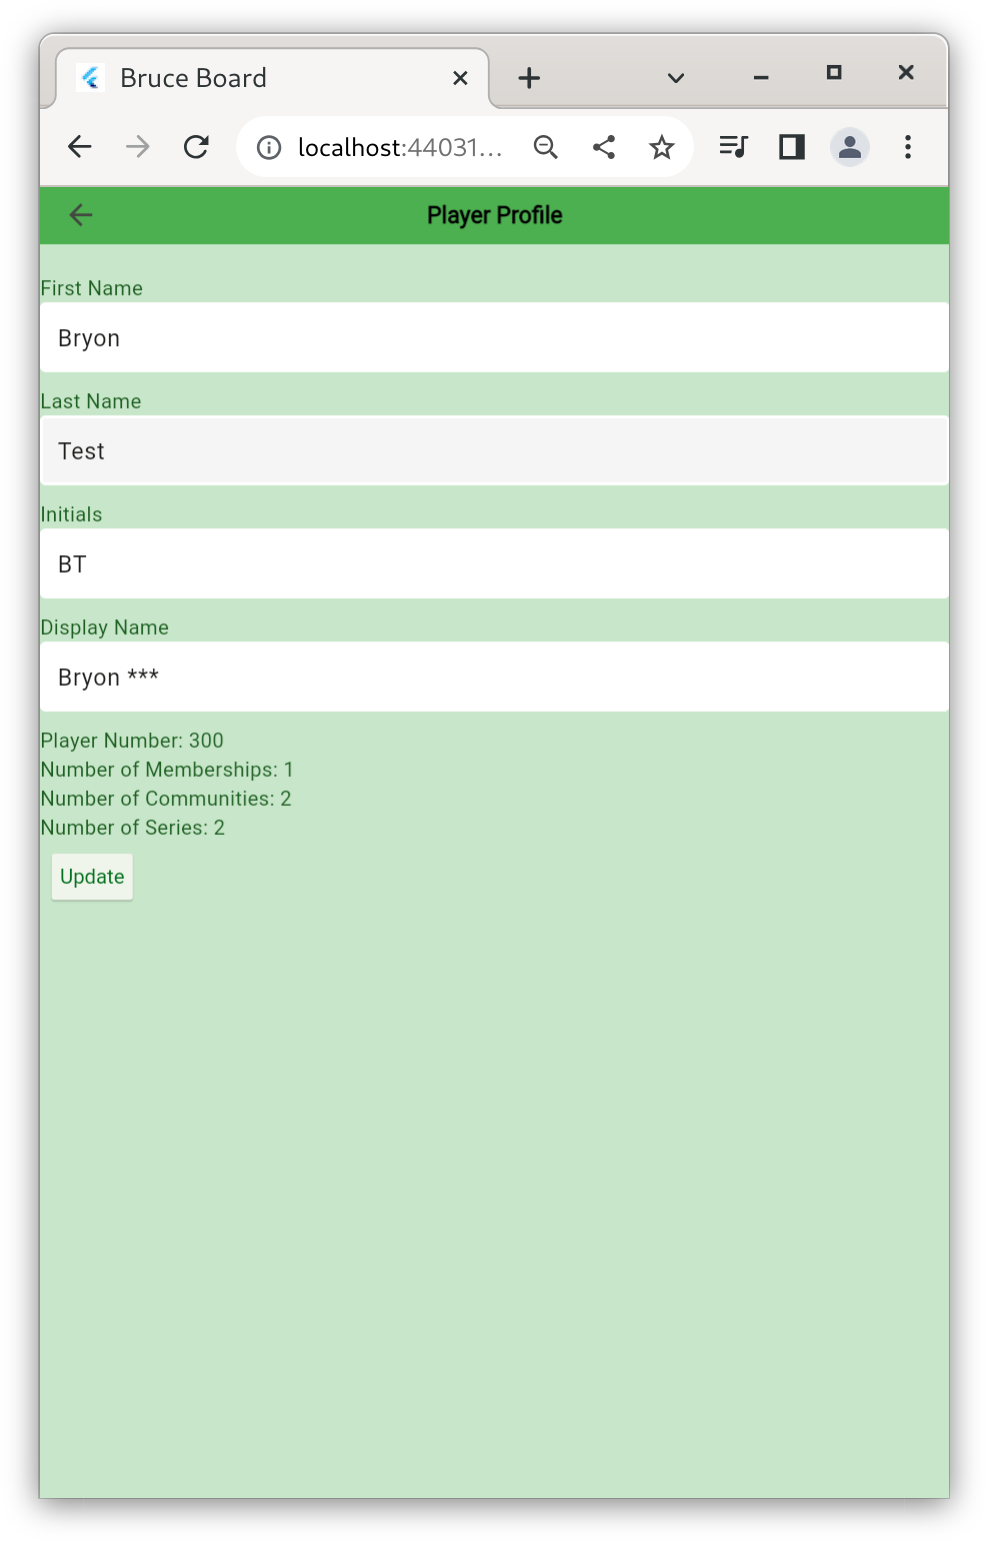 Bruce Board
localhost:44031...
Player Profile
First Name
Bryon
Last Name
Test
Initials
BT
Display Name
Bryon ***
Player Number: 300
Number of Memberships: 1
Number of Communities: 2
Number of Series: 2
Update